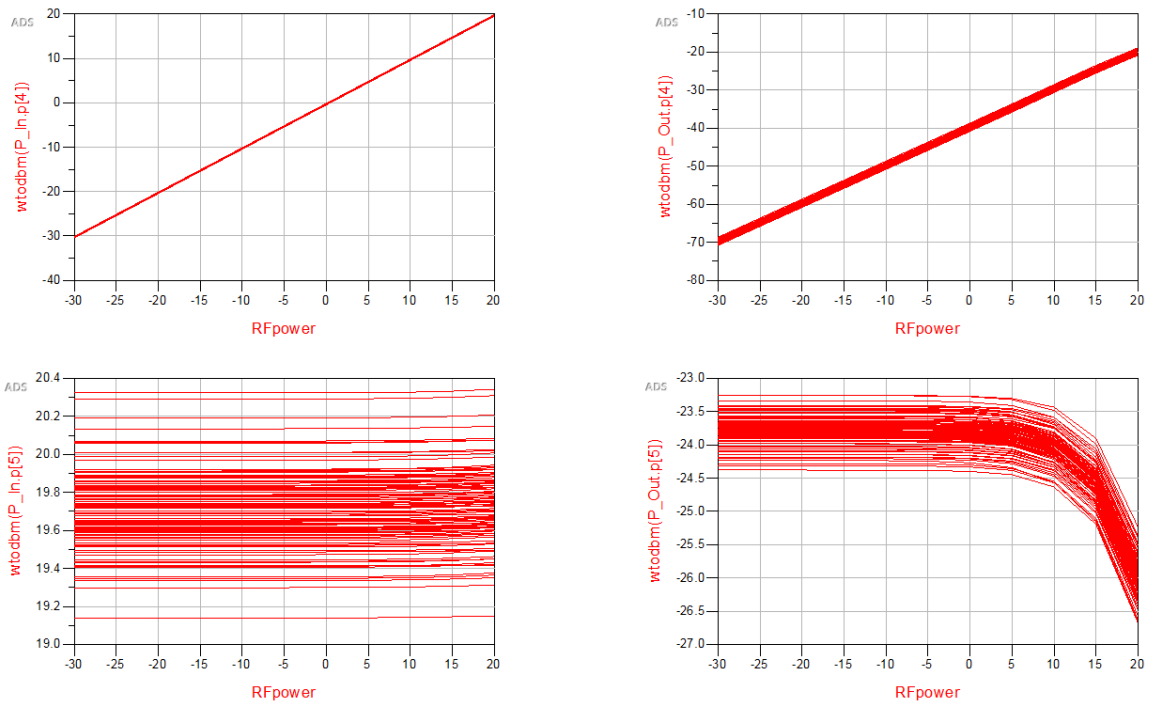 ADS
wtodbm(P_In.p[4])
20
10
0
-10
-20
-30
-40
-30 -25 -20 -15 -10 -5 0 5 10 15 20
RFpower
ADS
wtodbm(P_Out.p[4])
-10
-20
-30
-40
-50
-60
-70
-80
-30 -25 -20 -15 -10 -5 0 5 10 15 20
RFpower
ADS
wtodbm(P_In.p[5])
20.4
20.2
20.0
19.8
19.6
19.4
19.2
19.0
-30 -25 -20 -15 -10 -5 0 5 10 15 20
RFpower
ADS
wtodbm(P_Out.p[5])
-23.0
-23.5
-24.0
-24.5
-25.0
-25.5
-26.0
-26.5
-27.0
-30 -25 -20 -15 -10 -5 0 5 10 15 20
RFpower